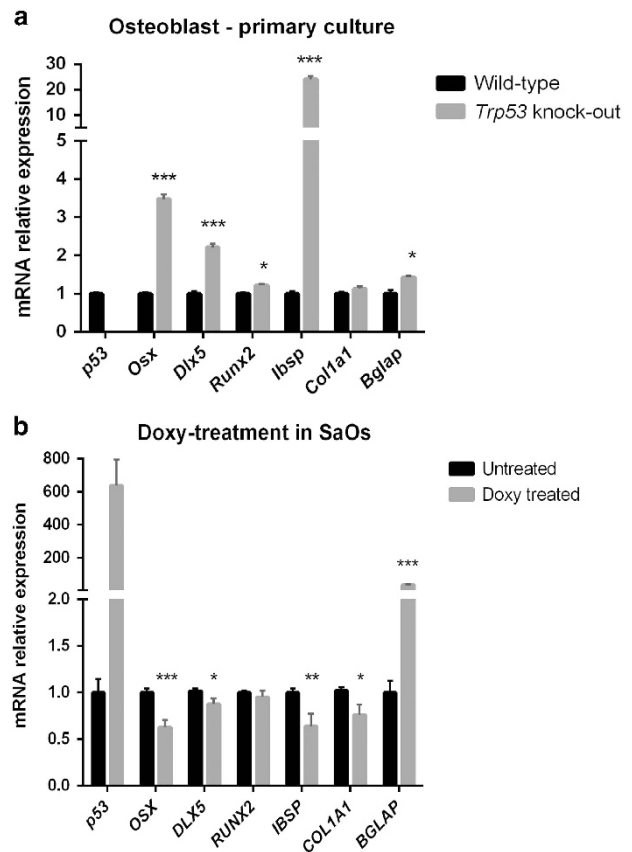 a
Osteoblast - primary culture
mRNA relative expression
30
20
10
5
4
3
2
1
0
***
***
*
***
*
Wild-type
Trp53 knock-out
p53
Osx
Dlx5
Runx2
Ibsp
Col1a1
Bglap
b
Doxy-treatment in SaOs
mRNA relative expression
800
600
400
200
2.0
1.5
1.0
0.5
0.0
***
*
**
*
***
Untreated
Doxy treated
p53
OSX
DLX5
RUNX2
IBSP
COL1A1
BGLAP